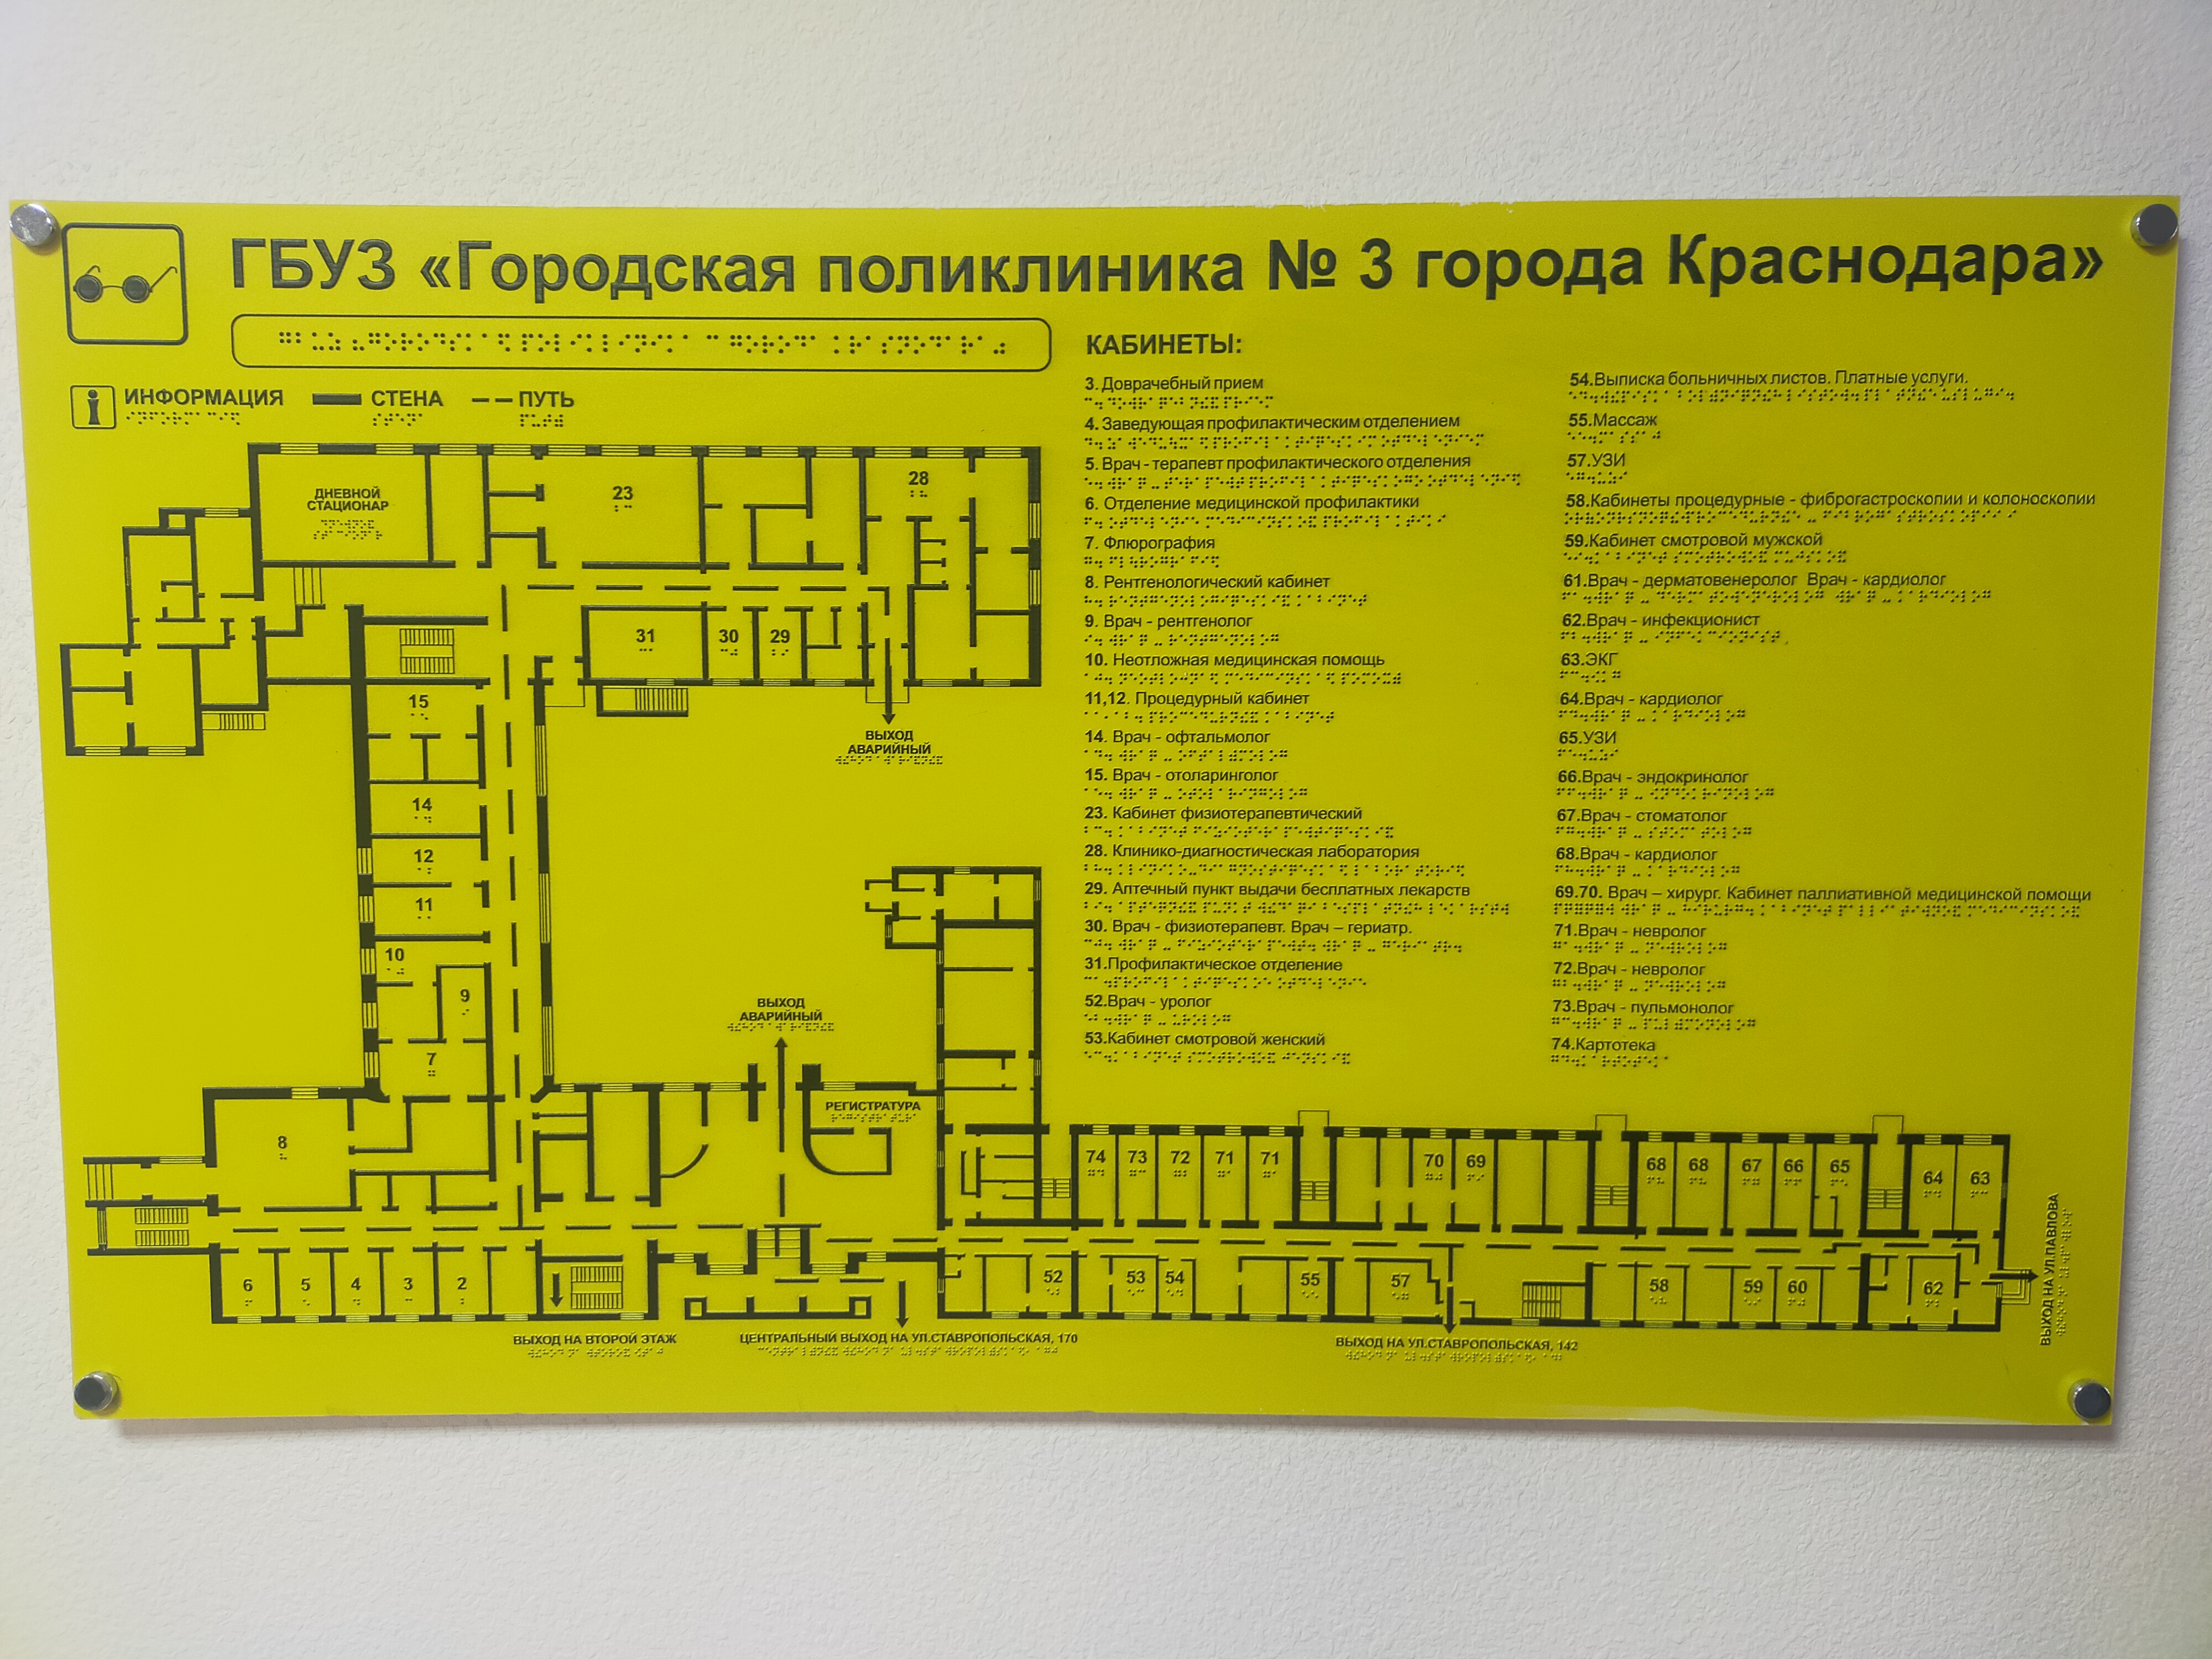 ГБУЗ «Городская поликлиника № 3 города Краснодара»
ИНФОРМАЦИЯ
СТЕНА
ПУТЬ
КАБИНЕТЫ:
3. Доврачебный прием
4. Заведующая профилактическим отделением
5. Врач - терапевт профилактического отделения
6. Отделение медицинской профилактики
7. Флюрография
8. Рентгенологический кабинет
9. Врач - рентгенолог
10. Неотложная медицинская помощь
11,12. Процедурный кабинет
14. Врач - офтальмолог
15. Врач - отоларинголог
23. Кабинет физиотерапевтический
28. Клинико-диагностическая лаборатория
29. Аптечный пункт выдачи бесплатных лекарств
30. Врач - физиотерапевт. Врач – гериатр.
31.Профилактическое отделение
52.Врач - уролог
53.Кабинет смотровой женский
54.Выписка больничных листов. Платные услуги.
55.Массаж
57.УЗИ
58.Кабинеты процедурные - фиброгастроскопии и колоноскопии
59.Кабинет смотровой мужской
61.Врач - дерматовенеролог Врач - кардиолог
62.Врач - инфекционист
63.ЭКГ
64.Врач - кардиолог
65.УЗИ
66.Врач - эндокринолог
67.Врач - стоматолог
68.Врач - кардиолог
69.70. Врач – хирург. Кабинет паллиативной медицинской помощи
71.Врач - невролог
72.Врач - невролог
73.Врач - пульмонолог
74.Картотека
ДНЕВНОЙ
СТАЦИОНАР
23
28
31
30
29
ВЫХОД
АВАРИЙНЫЙ
15
14
12
11
10
9
7
8
ВЫХОД
АВАРИЙНЫЙ
РЕГИСТРАТУРА
74
73
72
71
71
70
69
68
68
67
66
65
64
63
6
5
4
3
2
52
53
54
55
57
58
59
60
62
ВЫХОД НА УЛ.ПАВЛОВА
ВЫХОД НА ВТОРОЙ ЭТАЖ
ЦЕНТРАЛЬНЫЙ ВЫХОД НА УЛ.СТАВРОПОЛЬСКАЯ, 170
ВЫХОД НА УЛ.СТАВРОПОЛЬСКАЯ, 142